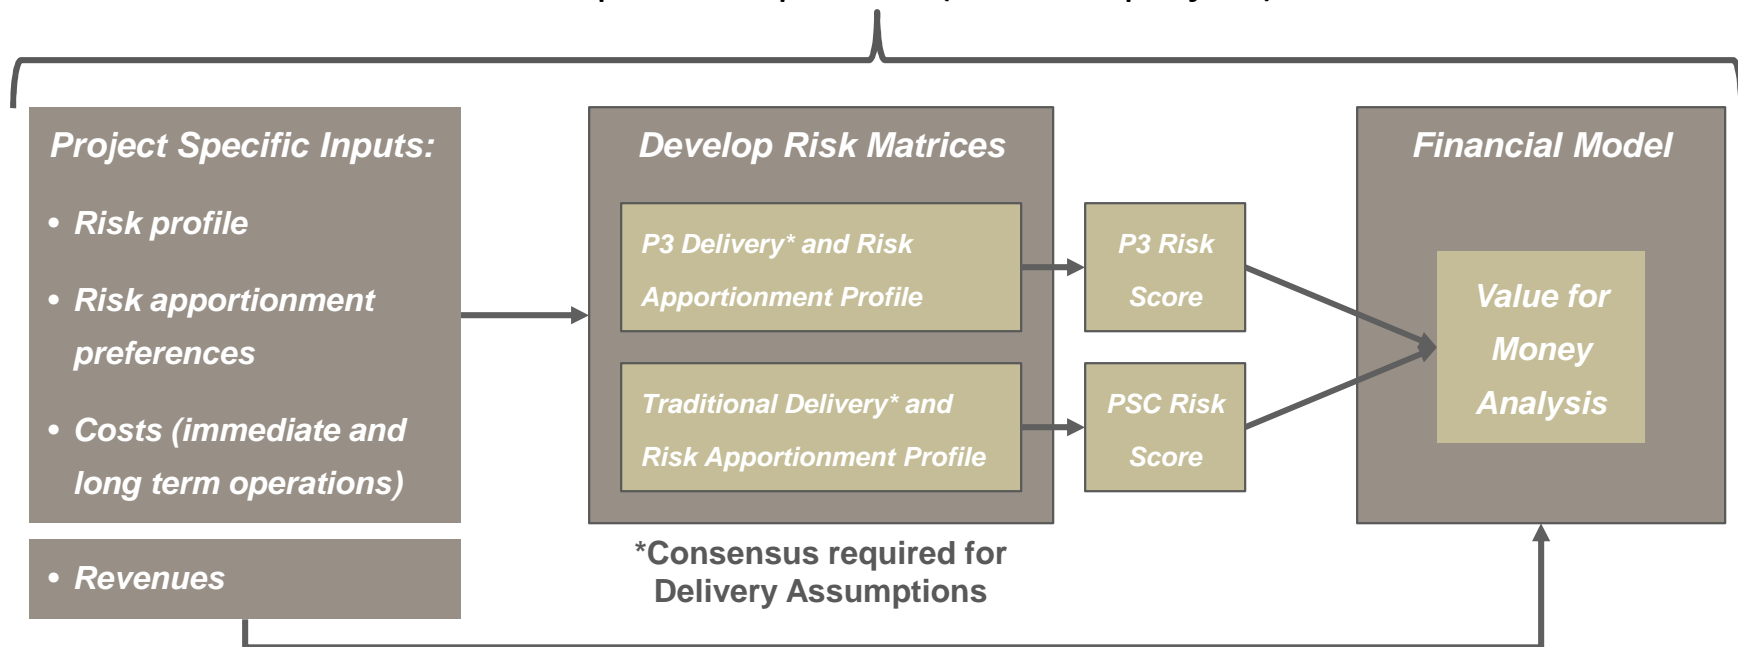 Project Specific Inputs:
• Risk profile
• Risk apportionment
preferences
• Costs (immediate and
long term operations)
• Revenues
Develop Risk Matrices
P3 Delivery* and Risk
Apportionment Profile
Traditional Delivery* and
Risk Apportionment Profile
*Consensus required for
Delivery Assumptions
P3 Risk
Score
PSC Risk
Score
Financial Model
Value for
Money
Analysis